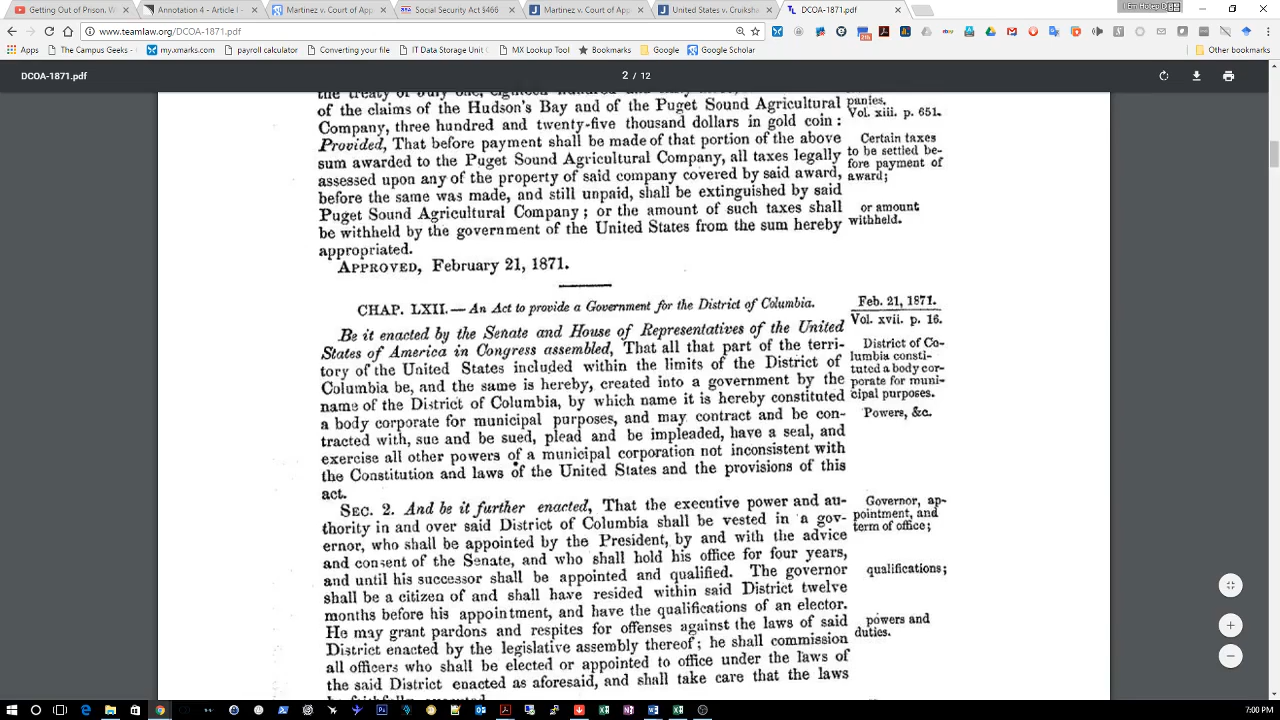 Getting Out of Prison. W
Annotation 4 - Article I -
Martinez v. Court of App
Social Security Act §466
Martinez v. Court of App
United States v. Cruiksha
DCOA-1871.pdf
www.teamlaw.org/DCOA-1871.pdf
Apps
The Campus Geeks - C
my.nmarks.com
payroll calculator
Converting your file
IT Data Storage Unit C
MX Lookup Tool
Bookmarks
Google
Google Scholar
Other bookmarks
DCOA-1871.pdf
2 / 12
of the claims of the Hudson's Bay and of the Puget Sound Agricultural
Company, three hundred and twenty-five thousand dollars in gold coin :
Provided, That before payment shall be made of that portion of the above
sum awarded to the Puget Sound Agricultural Company, all taxes legally
assessed upon any of the property of said company covered by said award,
before the same was made, and still unpaid, shall be extinguished by said
Puget Sound Agricultural Company ; or the amount of such taxes shall
be withheld by the government of the United States from the sum hereby
appropriated.
APPROVED, February 21, 1871.
panies.
Vol. xiii. p. 651.
Certain taxes
to be settled be-
fore payment of
award;
or amount
withheld.
CHAP. LXII.—An Act to provide a Government for the District of Columbia.
Be it enacted by the Senate and House of Representatives of the United
States of America in Congress assembled, That all that part of the terri-
tory of the United States included within the limits of the District of
Columbia be, and the same is hereby, created into a government by the
name of the District of Columbia, by which name it is hereby constituted
a body corporate for municipal purposes, and may contract and be con-
tracted with, sue and be sued, plead and be impleaded, have a seal, and
exercise all other powers of a municipal corporation not inconsistent with
the Constitution and laws of the United States and the provisions of this
act.
Feb. 21, 1871.
Vol. xvii. p. 16.
District of Co-
lumbia consti-
tuted a body cor-
porate for muni-
cipal purposes.
Powers, &c.
SEC. 2. And be it further enacted, That the executive power and au-
thority in and over said District of Columbia shall be vested in a gov-
ernor, who shall be appointed by the President, by and with the advice
and consent of the Senate, and who shall hold his office for four years,
and until his successor shall be appointed and qualified. The governor
shall be a citizen of and shall have resided within said District twelve
months before his appointment, and have the qualifications of an elector.
He may grant pardons and respites for offenses against the laws of said
District enacted by the legislative assembly thereof ; he shall commission
all officers who shall be elected or appointed to office under the laws of
the said District enacted as aforesaid, and shall take care that the laws
Governor, ap-
pointment, and
term of office;
qualifications;
powers and
duties.
7:00 PM